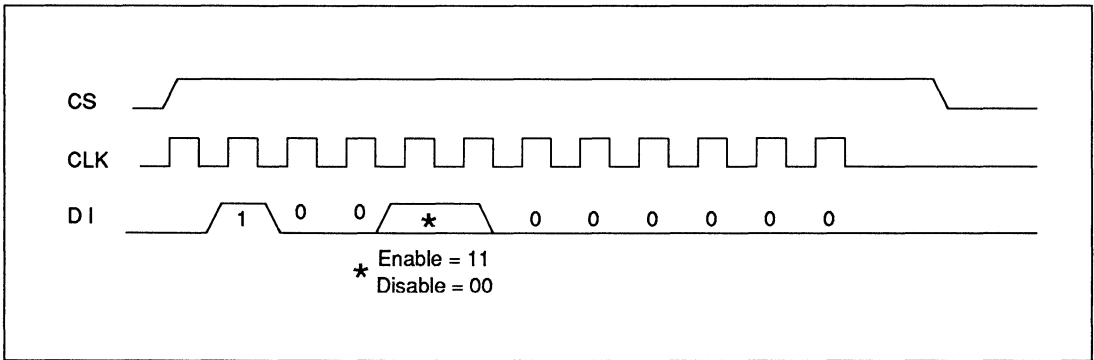 CS
CLK
DI 1 0 0 * 0 0 0 0 0 0
* Enable = 11
Disable = 00